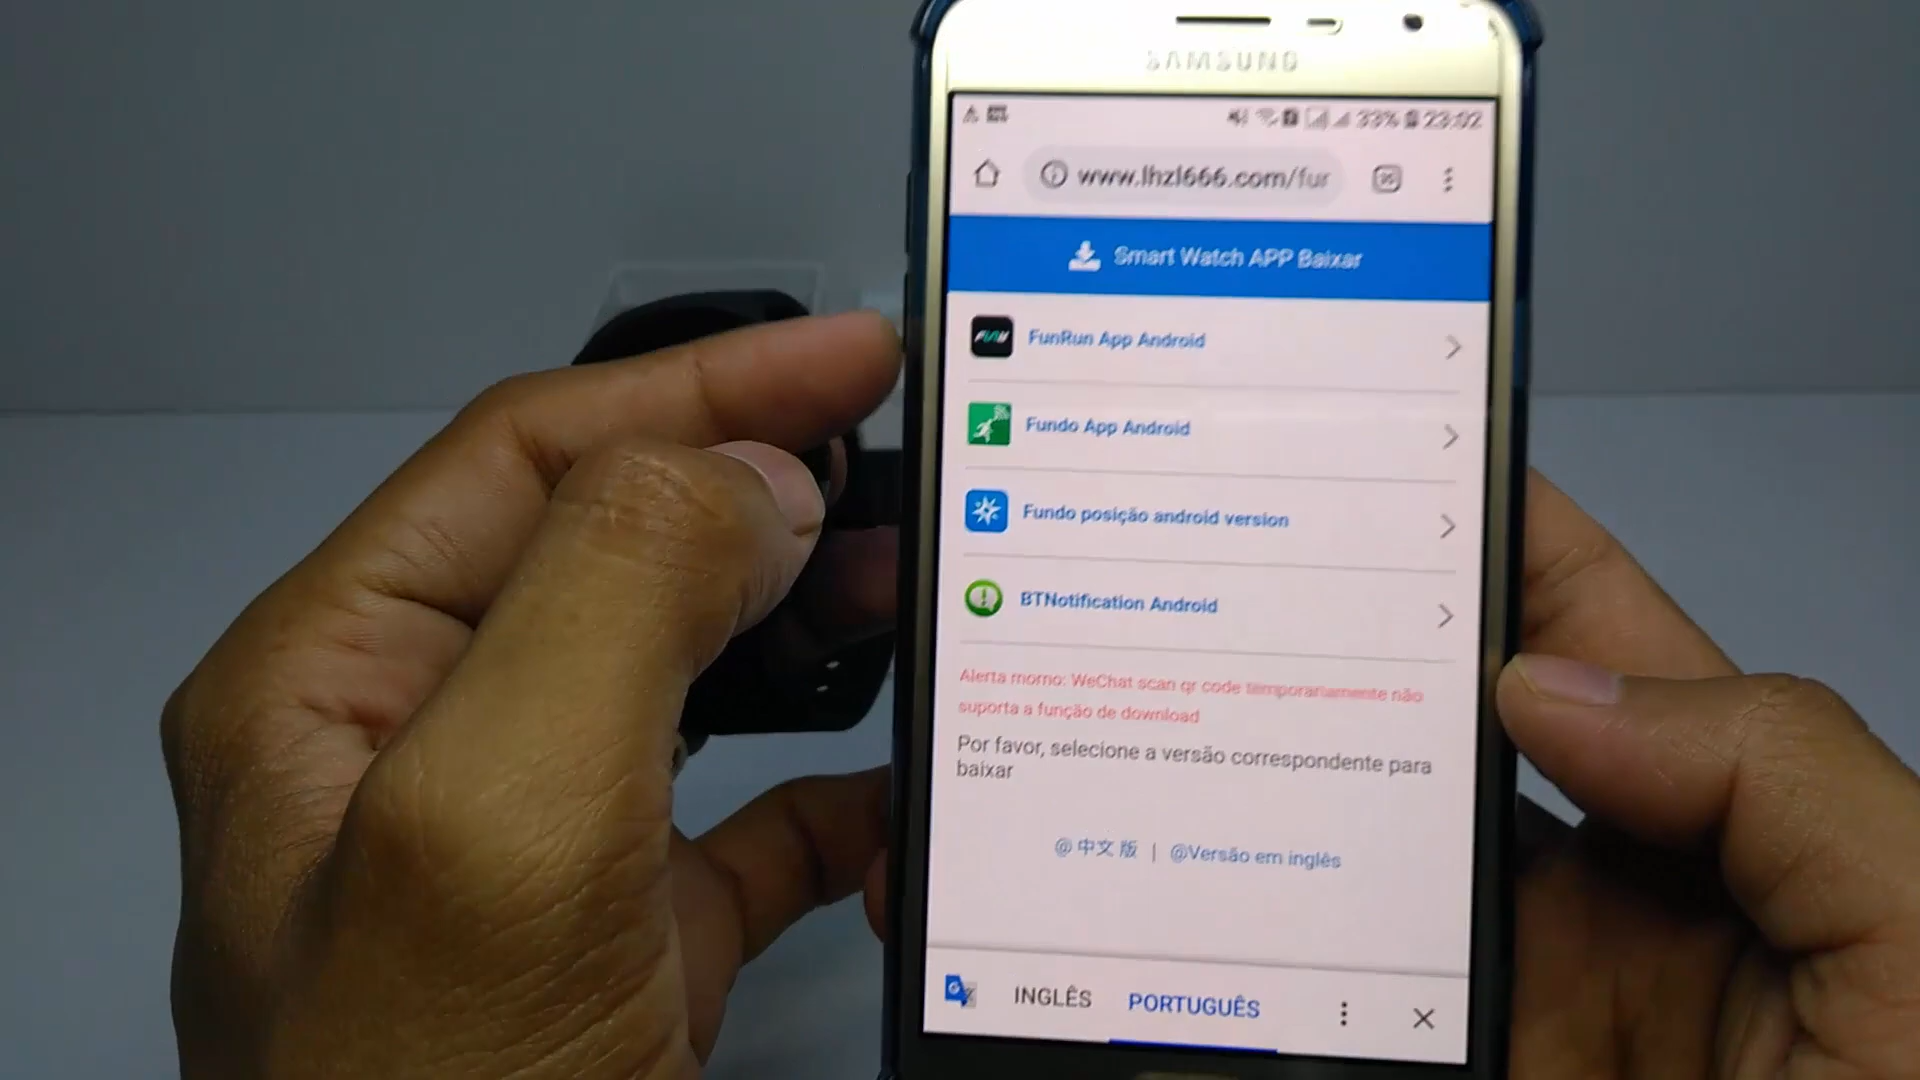 SAMSUNG
33% 23:02
www.lhzl666.com/fur
Smart Watch APP Baixar
FunRun App Android
Fundo App Android
Fundo posição android version
BTNotification Android
Alerta morno: WeChat scan qr code temporariamente não
suporta a função de download
Por favor, selecione a versão correspondente para
baixar
@ 中文 版 | @Versão em inglês
INGLÊS PORTUGUÊS